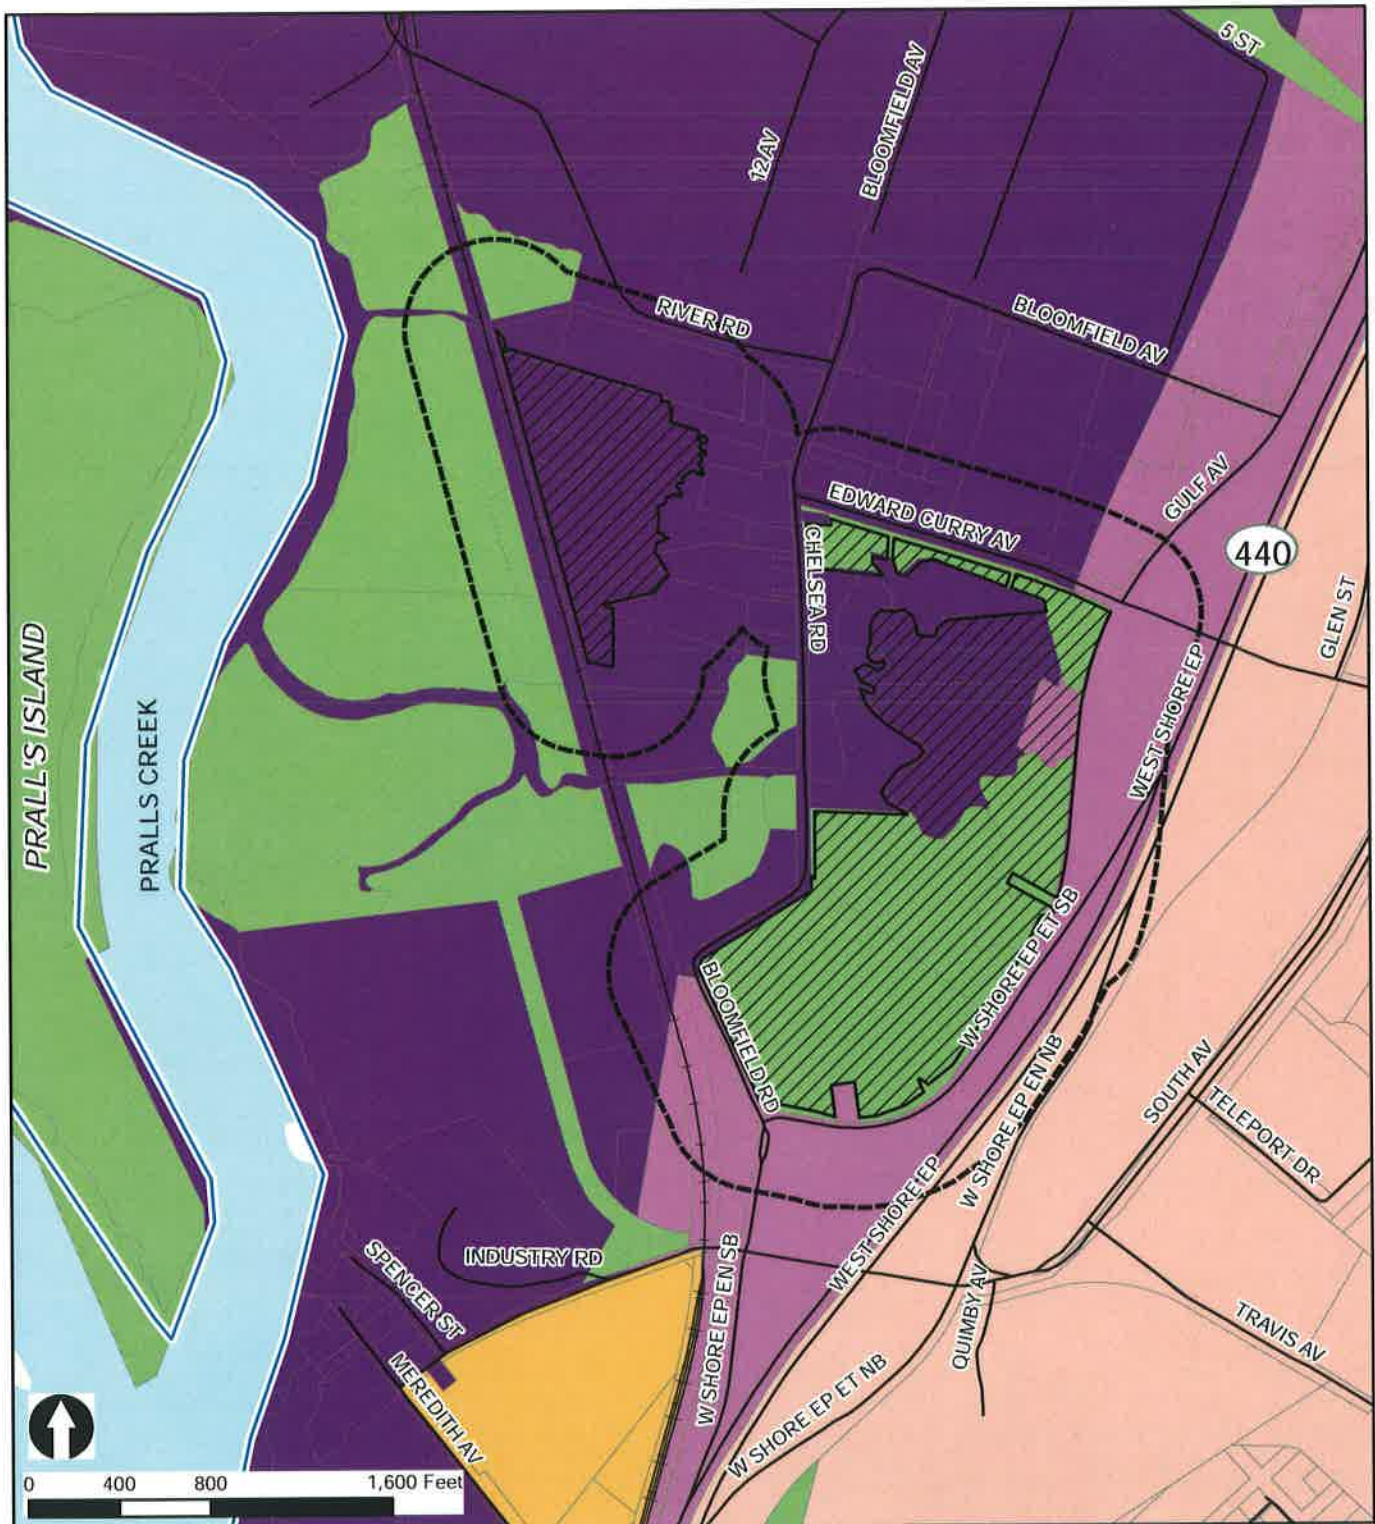 5 ST
12 AV
BLOOMFIELD AV
RIVER RD
BLOOMFIELD AV
GULF AV
EDWARD CURRY AV
440
CHELSEA RD
GLEN ST
PRALL'S ISLAND
PRALLS CREEK
WEST SHORE EP
W SHORE EP ET SB
BLOOMFIELD RD
W SHORE EP EN NB
SOUTH AV
TELEPORT DR
WEST SHORE EP
INDUSTRY RD
SPENCER ST
W SHORE EP EN SB
QUIMBY AV
TRAVIS AV
MEREDITH AV
W SHORE EP ET NB
0 400 800 1,600 Feet